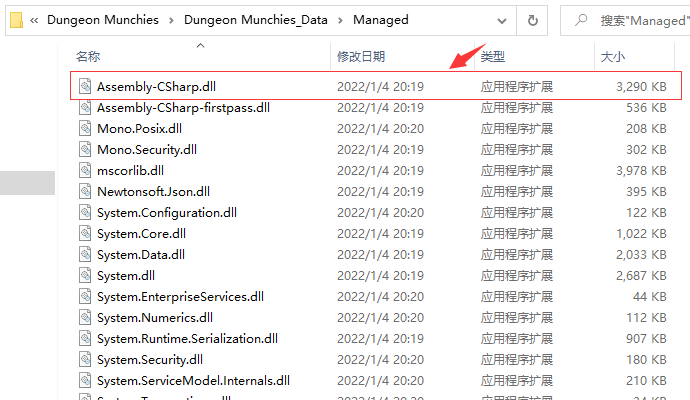 « Dungeon Munchies > Dungeon Munchies_Data > Managed
搜索"Managed"
名称 修改日期 类型 大小
Assembly-CSharp.dll 2022/1/4 20:19 应用程序扩展 3,290 KB
Assembly-CSharp-firstpass.dll 2022/1/4 20:19 应用程序扩展 536 KB
Mono.Posix.dll 2022/1/4 20:20 应用程序扩展 208 KB
Mono.Security.dll 2022/1/4 20:19 应用程序扩展 302 KB
mscorlib.dll 2022/1/4 20:19 应用程序扩展 3,978 KB
Newtonsoft.Json.dll 2022/1/4 20:19 应用程序扩展 395 KB
System.Configuration.dll 2022/1/4 20:20 应用程序扩展 122 KB
System.Core.dll 2022/1/4 20:19 应用程序扩展 1,022 KB
System.Data.dll 2022/1/4 20:19 应用程序扩展 2,033 KB
System.dll 2022/1/4 20:19 应用程序扩展 2,687 KB
System.EnterpriseServices.dll 2022/1/4 20:20 应用程序扩展 44 KB
System.Numerics.dll 2022/1/4 20:20 应用程序扩展 112 KB
System.Runtime.Serialization.dll 2022/1/4 20:19 应用程序扩展 907 KB
System.Security.dll 2022/1/4 20:20 应用程序扩展 180 KB
System.ServiceModel.Internals.dll 2022/1/4 20:20 应用程序扩展 210 KB